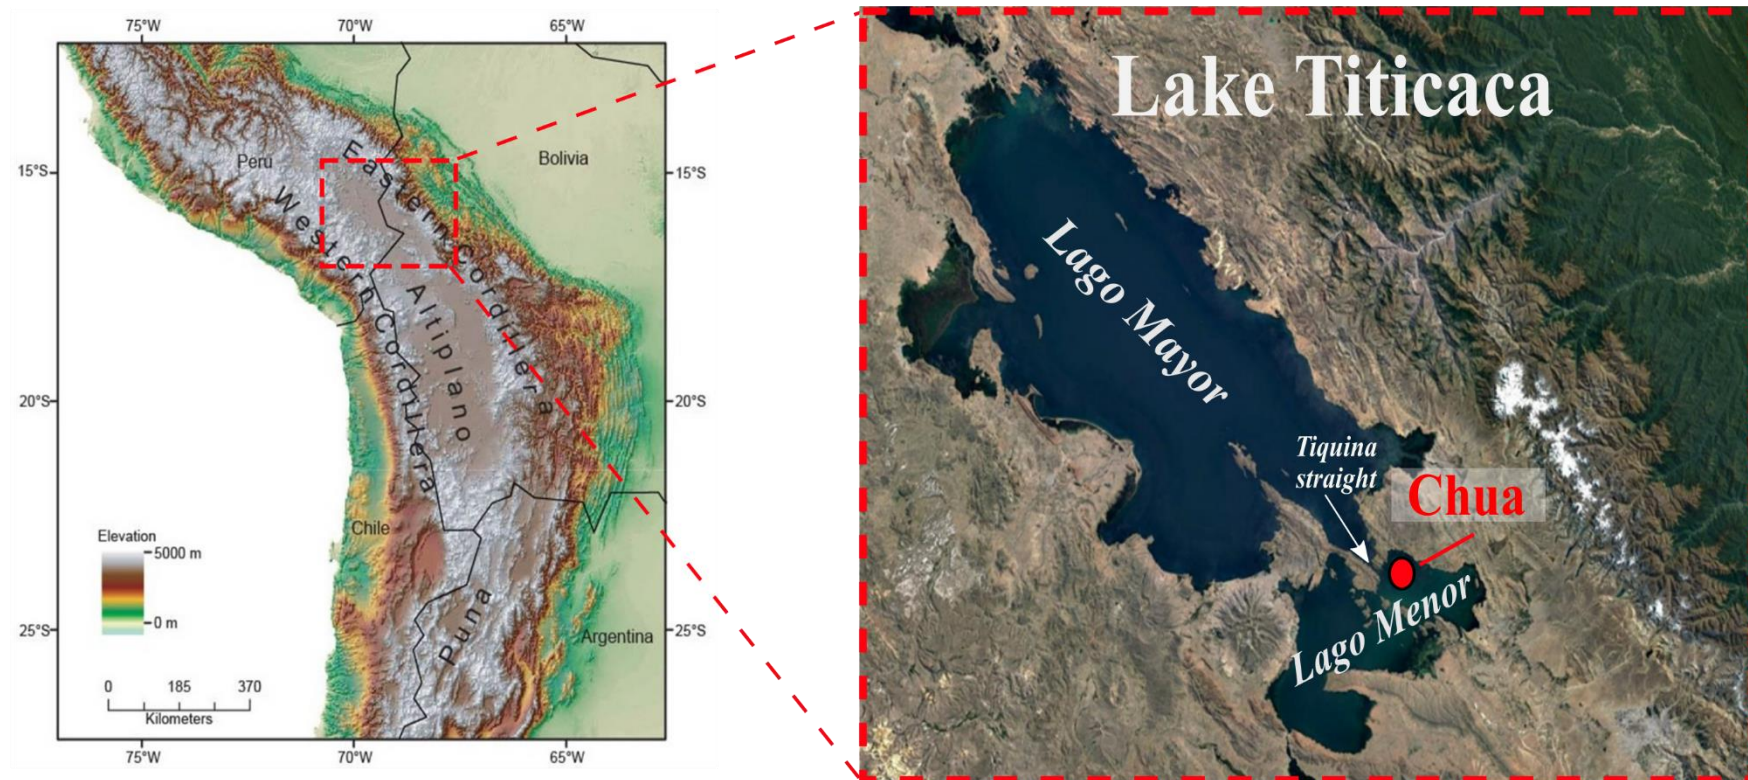 75°W 70°W 65°W
15°S
20°S
25°S
Peru
Bolivia
Eastern Cordillera
Western Cordillera
Altiplano
Chile
Puna
Argentina
Elevation
5000 m
0 m
0 185 370
Kilometers
15°S
20°S
25°S
75°W 70°W 65°W
Lake Titicaca
Lago Mayor
Tiquina
straight
Chua
Lago Menor